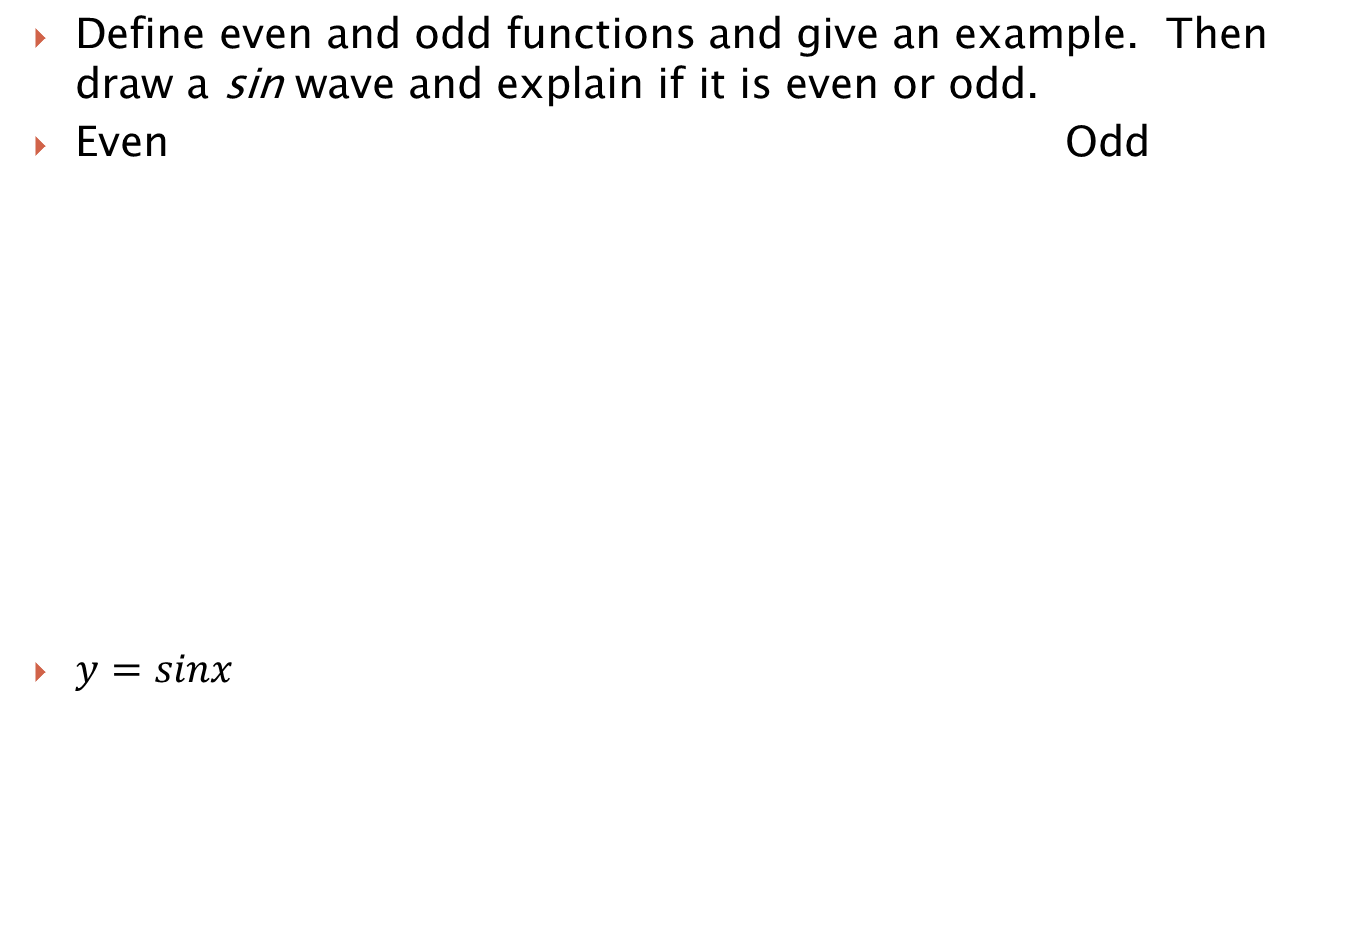 Define even and odd functions and give an example. Then
draw a sin wave and explain if it is even or odd.
Even Odd
y = sinx